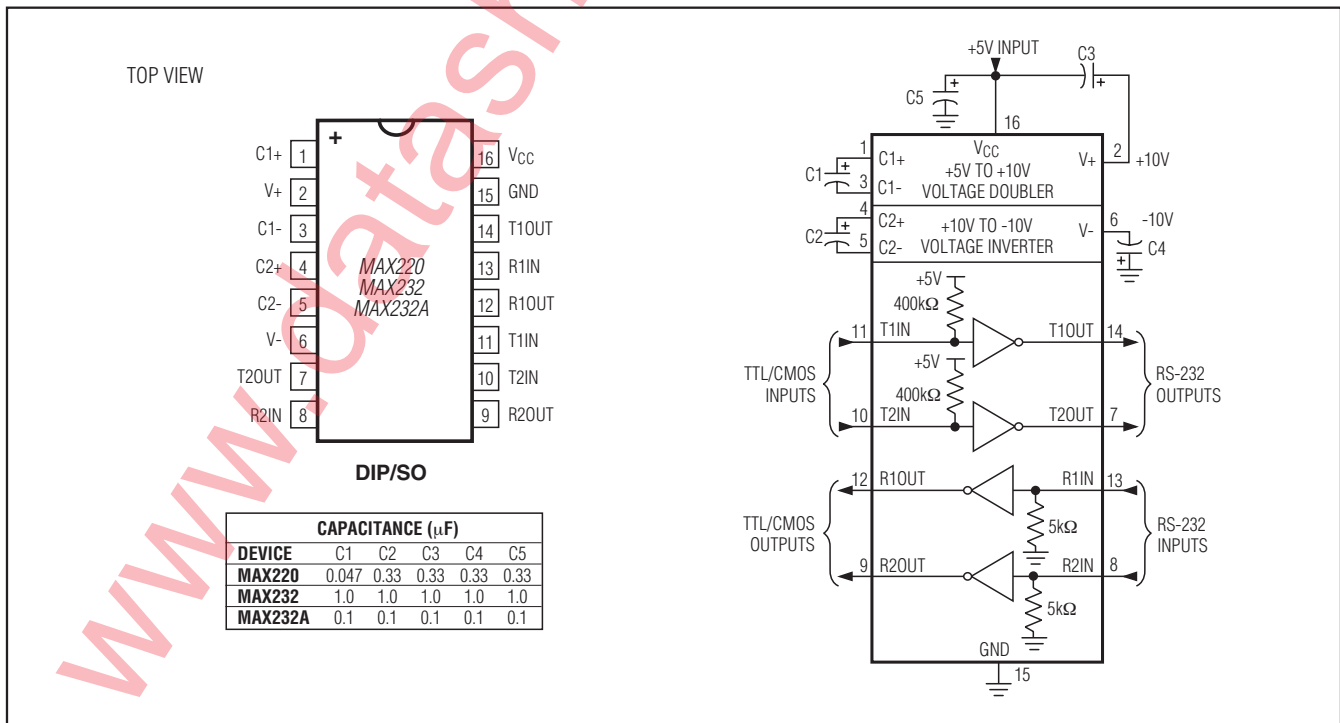 TOP VIEW
+
C1+ 1
V+ 2
C1- 3
C2+ 4
C2- 5
V- 6
T2OUT 7
R2IN 8
16 VCC
15 GND
14 T1OUT
13 R1IN
12 R1OUT
11 T1IN
10 T2IN
9 R2OUT
MAX220
MAX232
MAX232A
DIP/SO
CAPACITANCE (μF)
DEVICE C1 C2 C3 C4 C5
MAX220 0.047 0.33 0.33 0.33 0.33
MAX232 1.0 1.0 1.0 1.0 1.0
MAX232A 0.1 0.1 0.1 0.1 0.1
+5V INPUT
C3
+
C5
+
16
VCC
1 C1+
C1 +
3 C1-
+5V TO +10V
VOLTAGE DOUBLER
V+ 2 +10V
4 C2+
C2 +
5 C2-
+10V TO -10V
VOLTAGE INVERTER
V- 6 -10V
C4
+
+5V
400kΩ
11 T1IN
T1OUT 14
+5V
400kΩ
10 T2IN
T2OUT 7
TTL/CMOS
INPUTS
RS-232
OUTPUTS
12 R1OUT
R1IN 13
5kΩ
9 R2OUT
R2IN 8
5kΩ
TTL/CMOS
OUTPUTS
RS-232
INPUTS
GND
15
www.datash